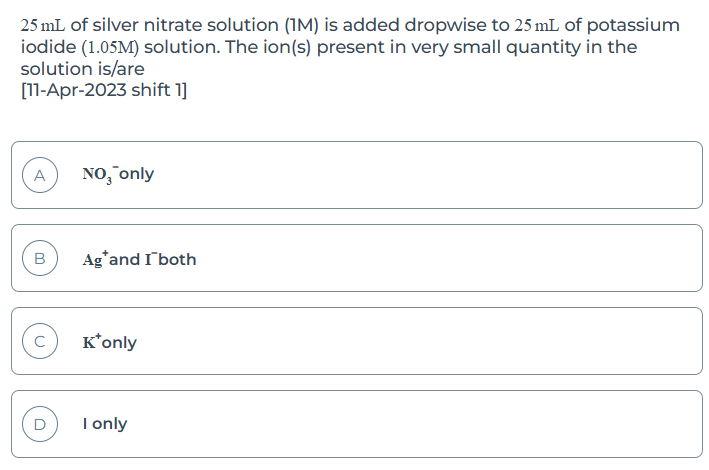 25 mL of silver nitrate solution (1M) is added dropwise to 25 mL of potassium
iodide (1.05M) solution. The ion(s) present in very small quantity in the
solution is/are
[11-Apr-2023 shift 1]
A NO₃⁻only
B Ag⁺and I⁻both
C K⁺only
D I only